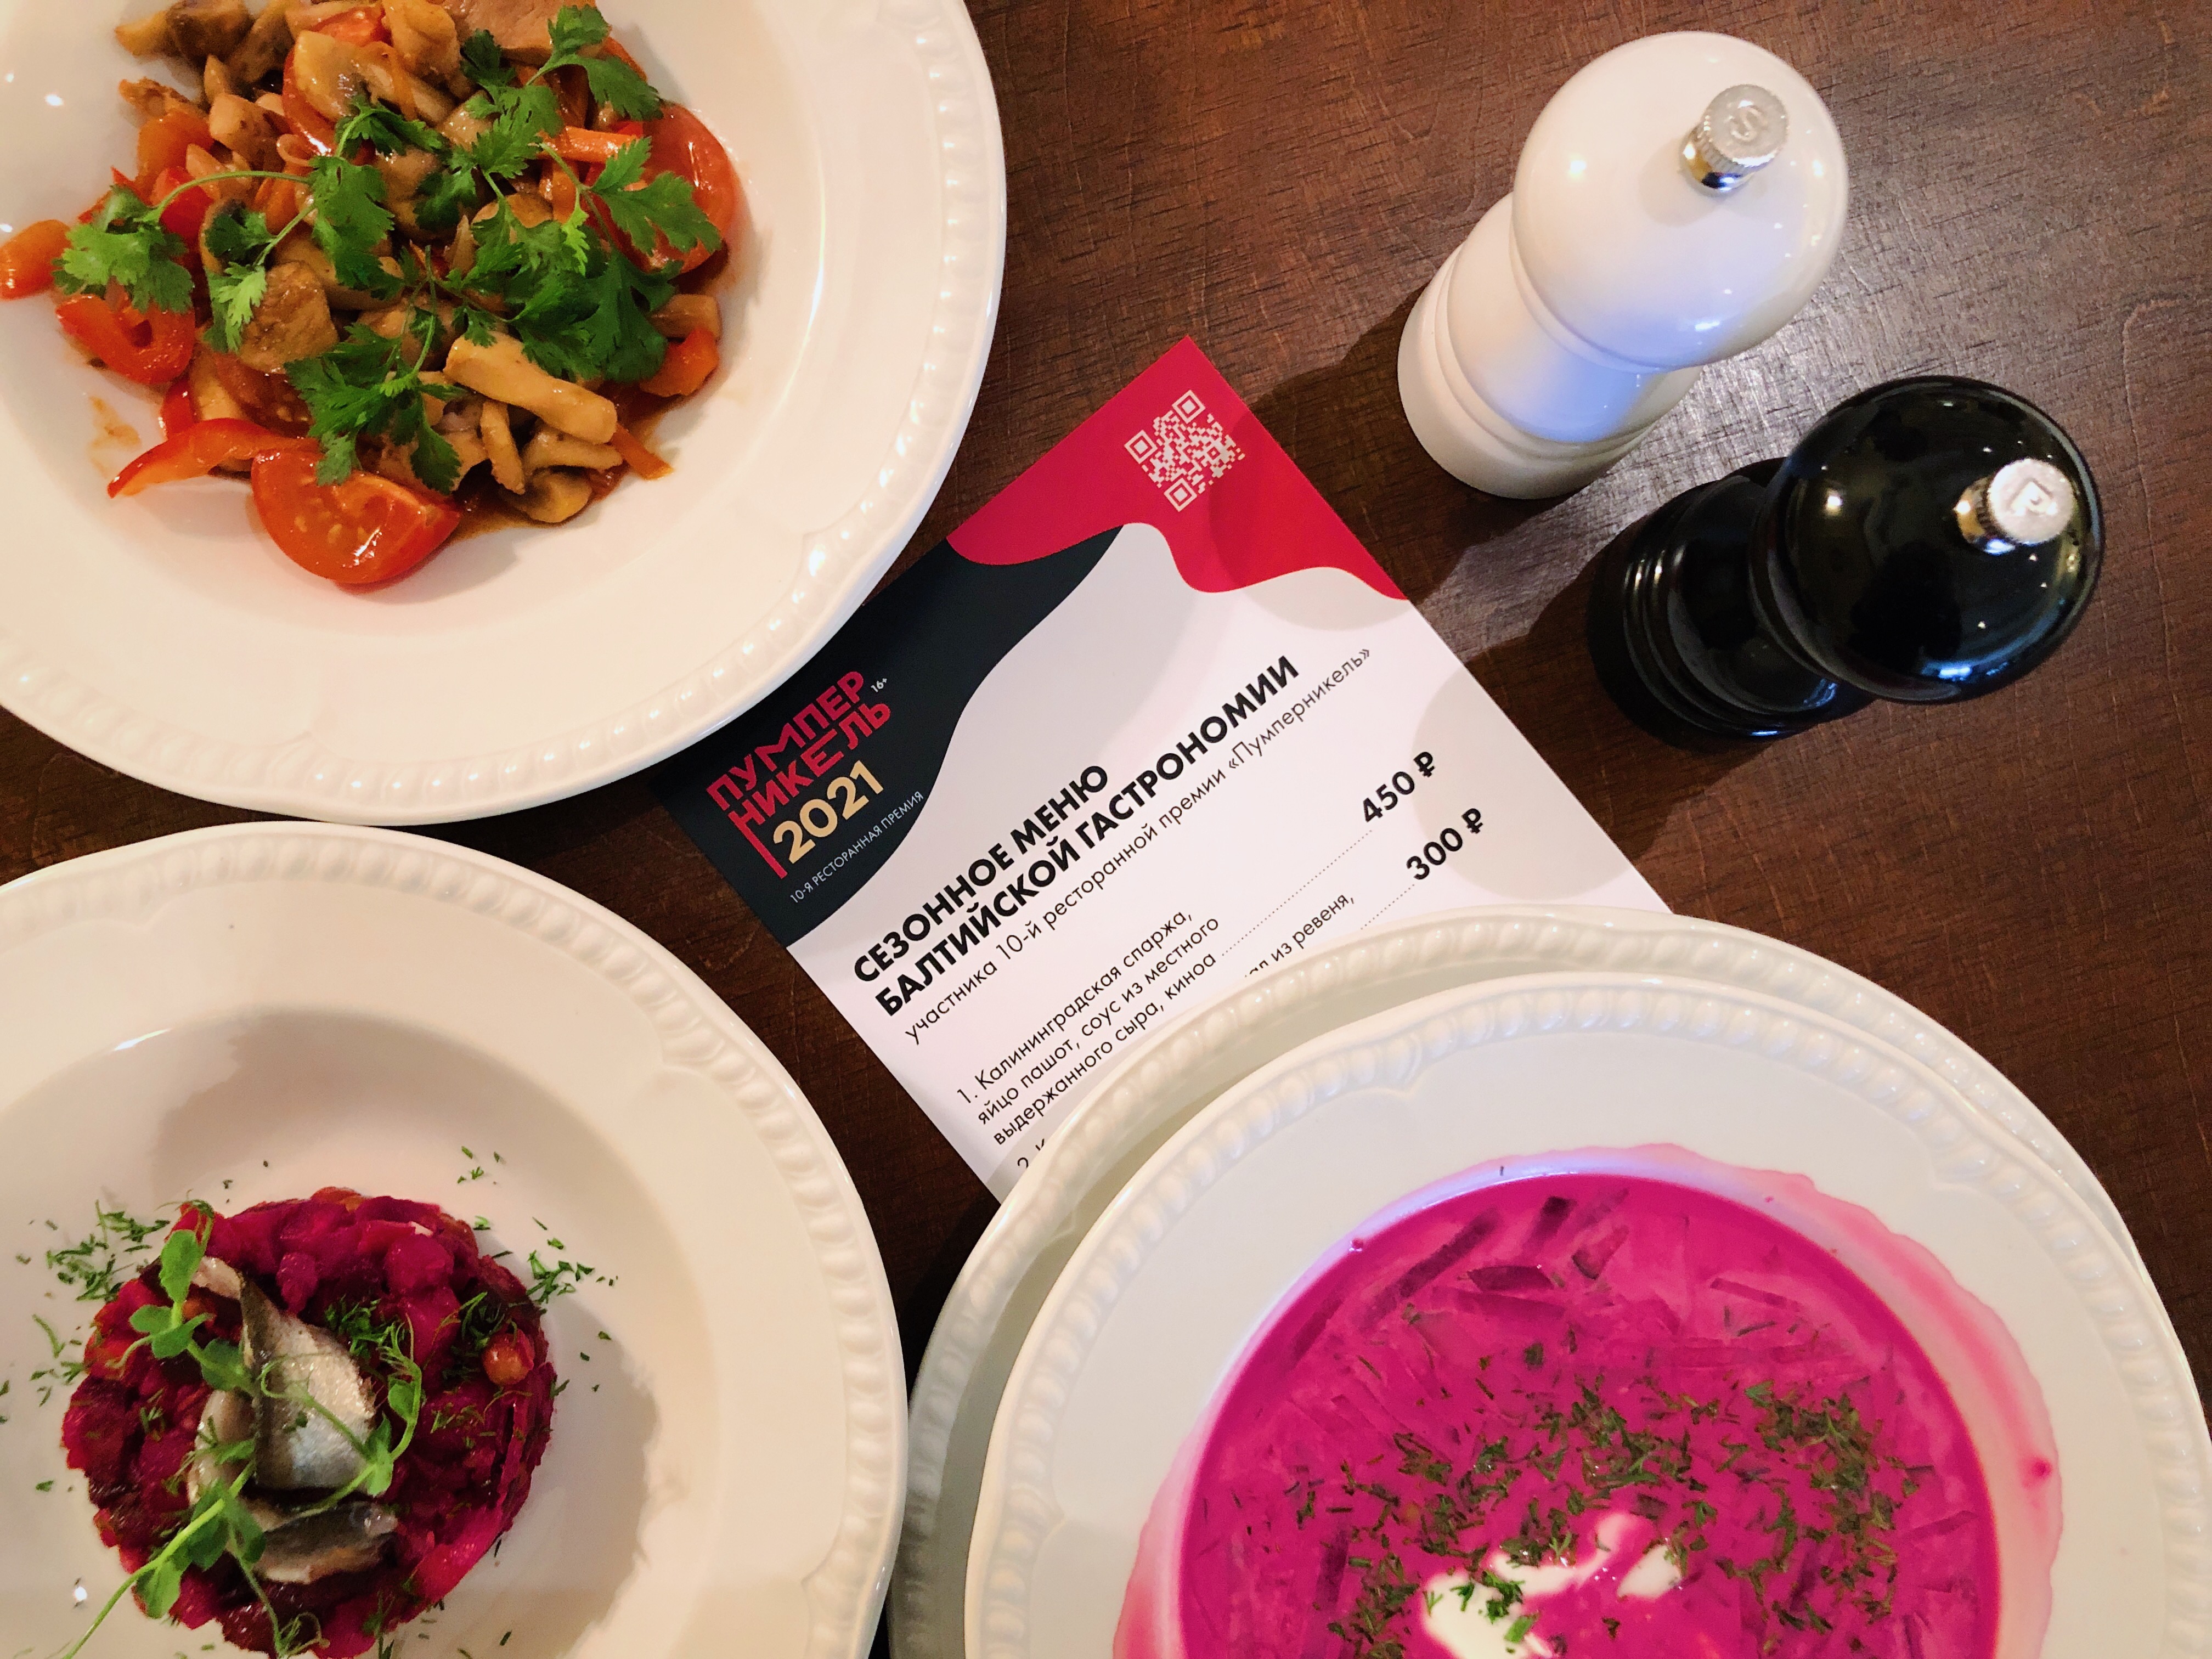 ПУМПЕР
НИКЕЛЬ
16+
2021
10-Я РЕСТОРАННАЯ ПРЕМИЯ
СЕЗОННОЕ МЕНЮ
БАЛТИЙСКОЙ ГАСТРОНОМИИ
участника 10-й ресторанной премии «Пумперникель»
1. Калининградская спаржа,
яйцо пашот, соус из местного
выдержанного сыра, киноа 450 ₽
2.
из ревеня,
300 ₽
S
P